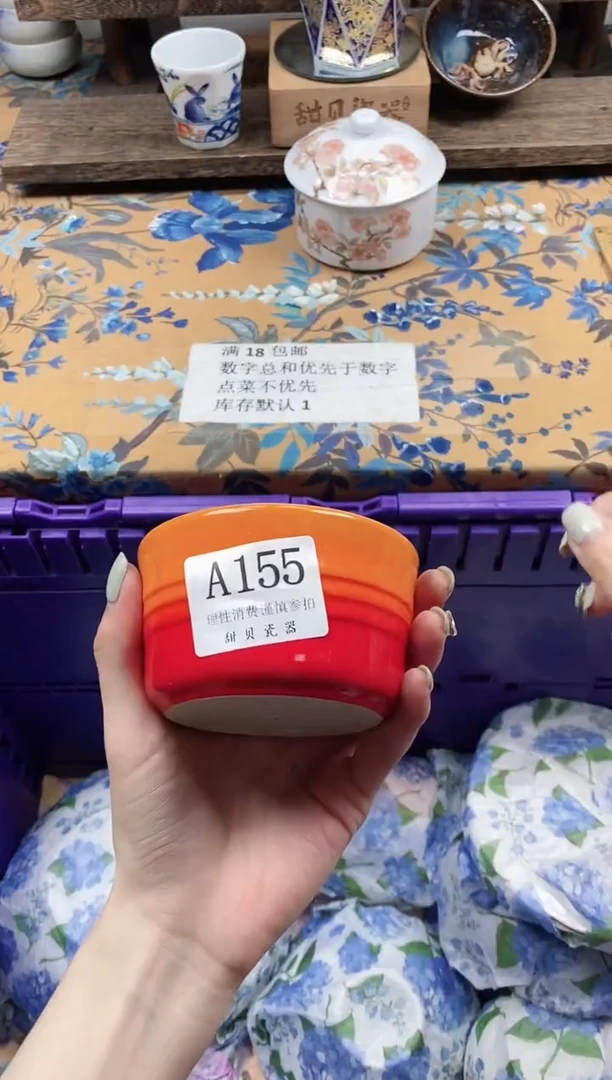 甜贝瓷器
满 18 包邮
数字总和优先于数字
点菜不优先
库存默认 1
A155
理性消费谨慎参拍
甜 贝 瓷 器